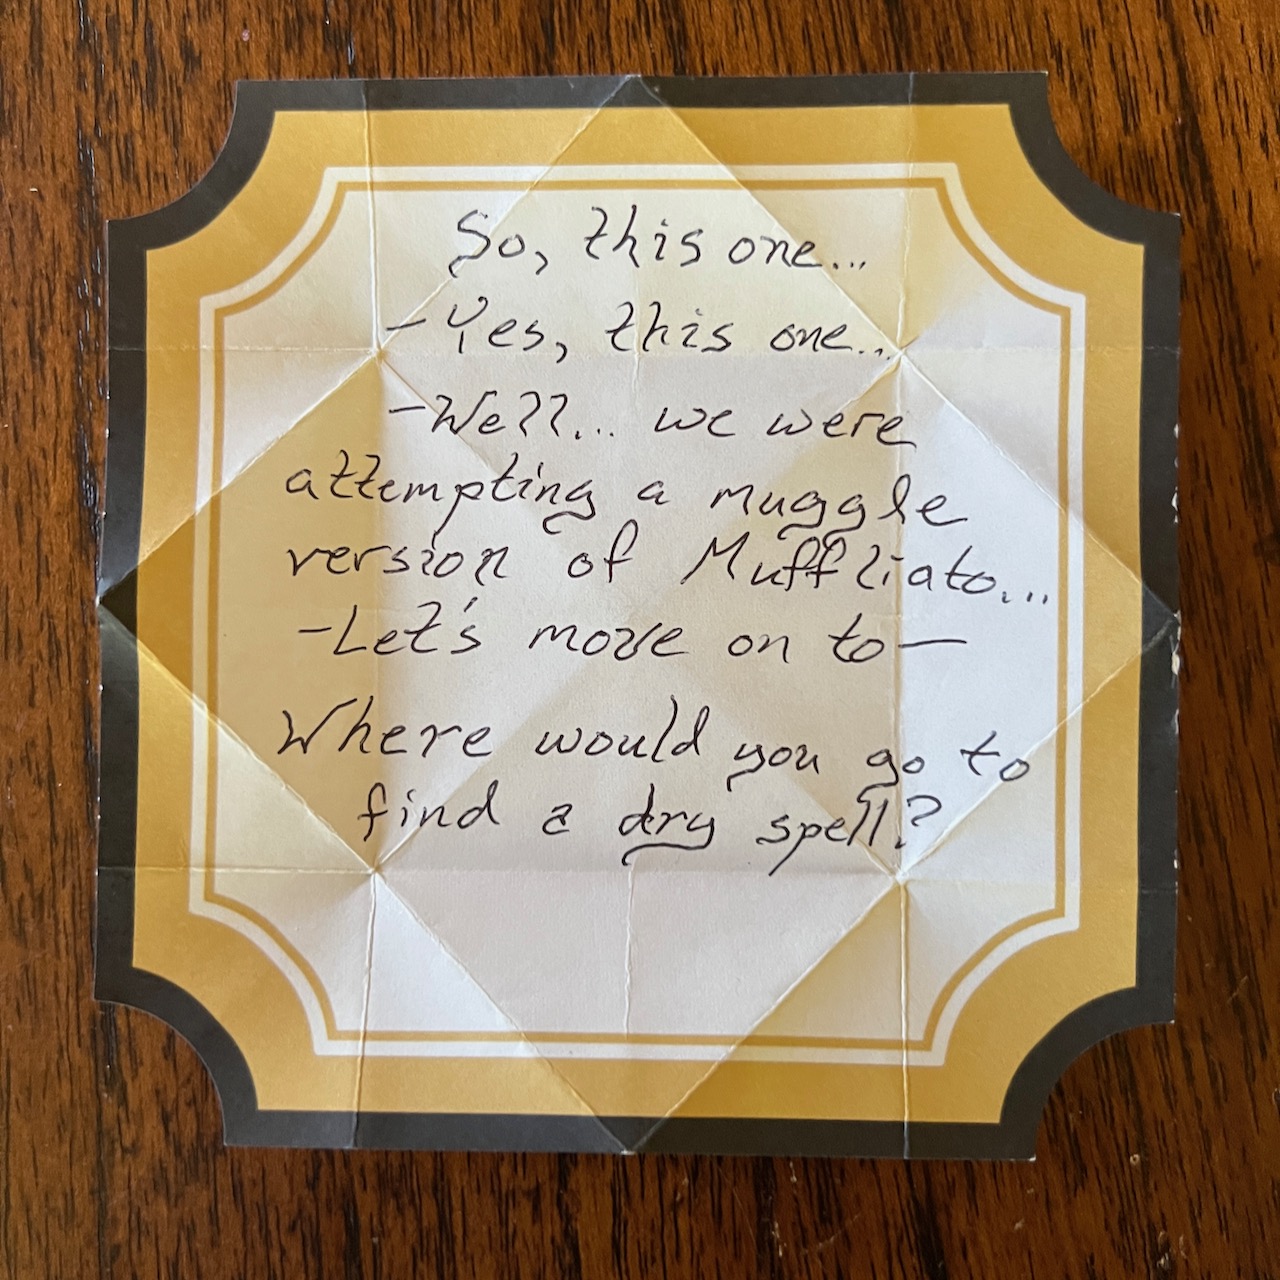 So, this one...
-Yes, this one...
-Well... we were
attempting a muggle
version of Muffliato...
-Let's move on to-
Where would you go to
find a dry spell?